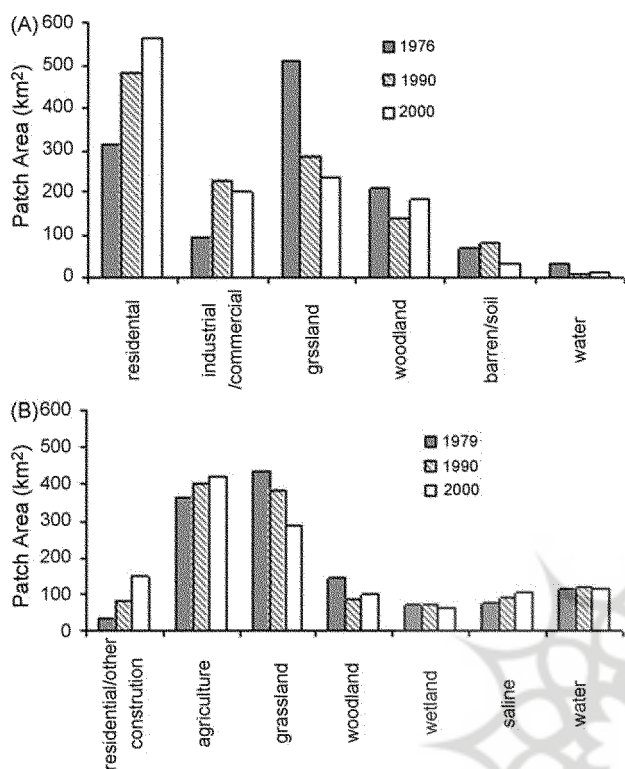 (A)
600
500
400
300
200
100
0
Patch Area (km²)
1976
1990
2000
residental
industrial
/commercial
grssland
woodland
barren/soil
water
(B)
600
500
400
300
200
100
0
Patch Area (km²)
1979
1990
2000
residential/other
constrution
agriculture
grassland
woodland
wetland
saline
water